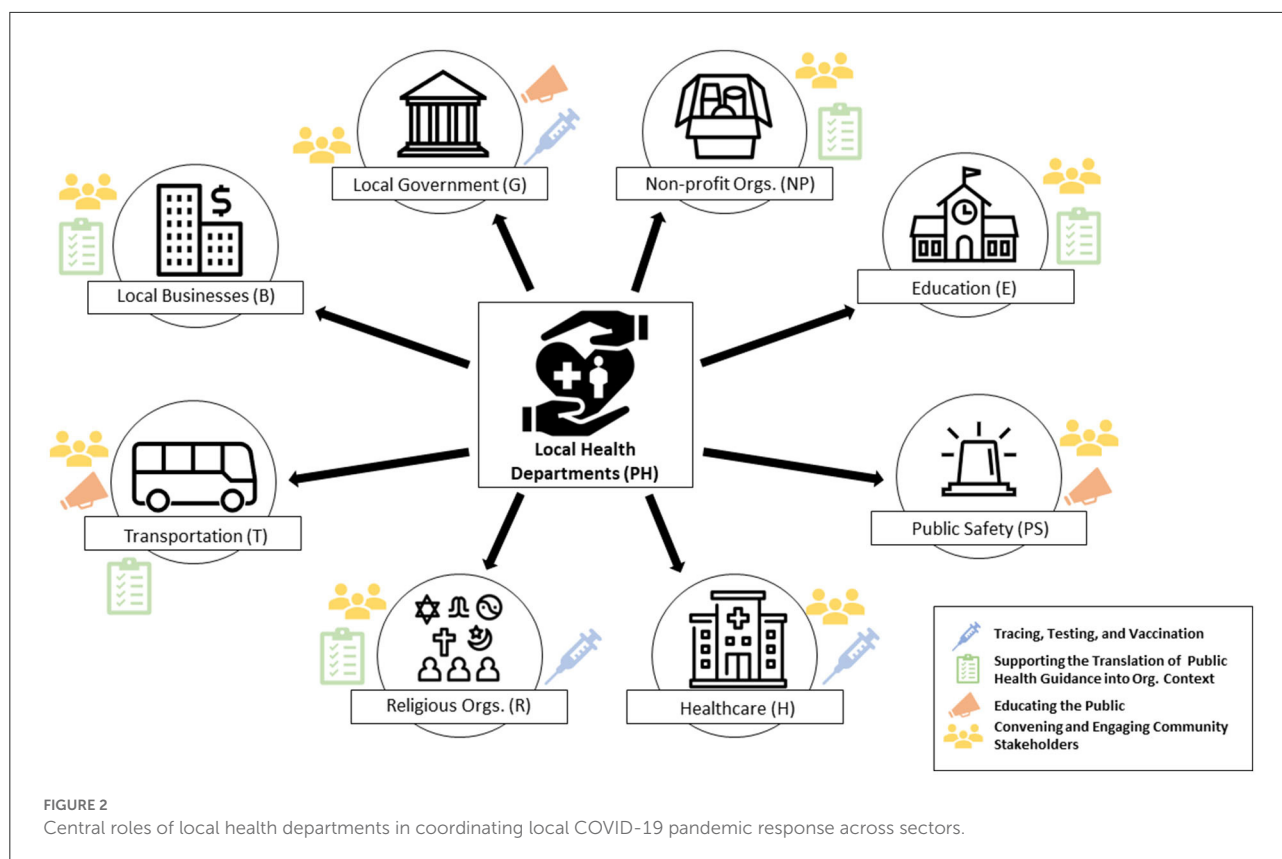 Local Government (G)
Non-profit Orgs. (NP)
$
Local Businesses (B)
Education (E)
Local Health
Departments (PH)
Transportation (T)
Public Safety (PS)
Religious Orgs. (R)
Healthcare (H)
Tracing, Testing, and Vaccination
Supporting the Translation of Public
Health Guidance into Org. Context
Educating the Public
Convening and Engaging Community
Stakeholders
FIGURE 2
Central roles of local health departments in coordinating local COVID-19 pandemic response across sectors.